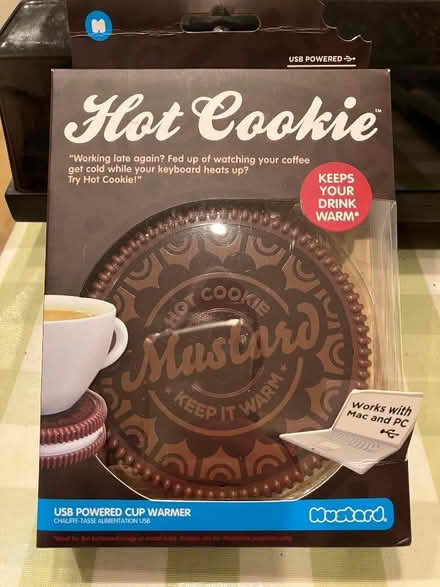 M
USB POWERED
Hot Cookie™
"Working late again? Fed up of watching your coffee
get cold while your keyboard heats up?
Try Hot Cookie!"
KEEPS
YOUR
DRINK
WARM*
HOT COOKIE
Mustard
KEEP IT WARM
Works with
Mac and PC
USB POWERED CUP WARMER
CHAUFFE-TASSE ALIMENTATION USB
Mustard.